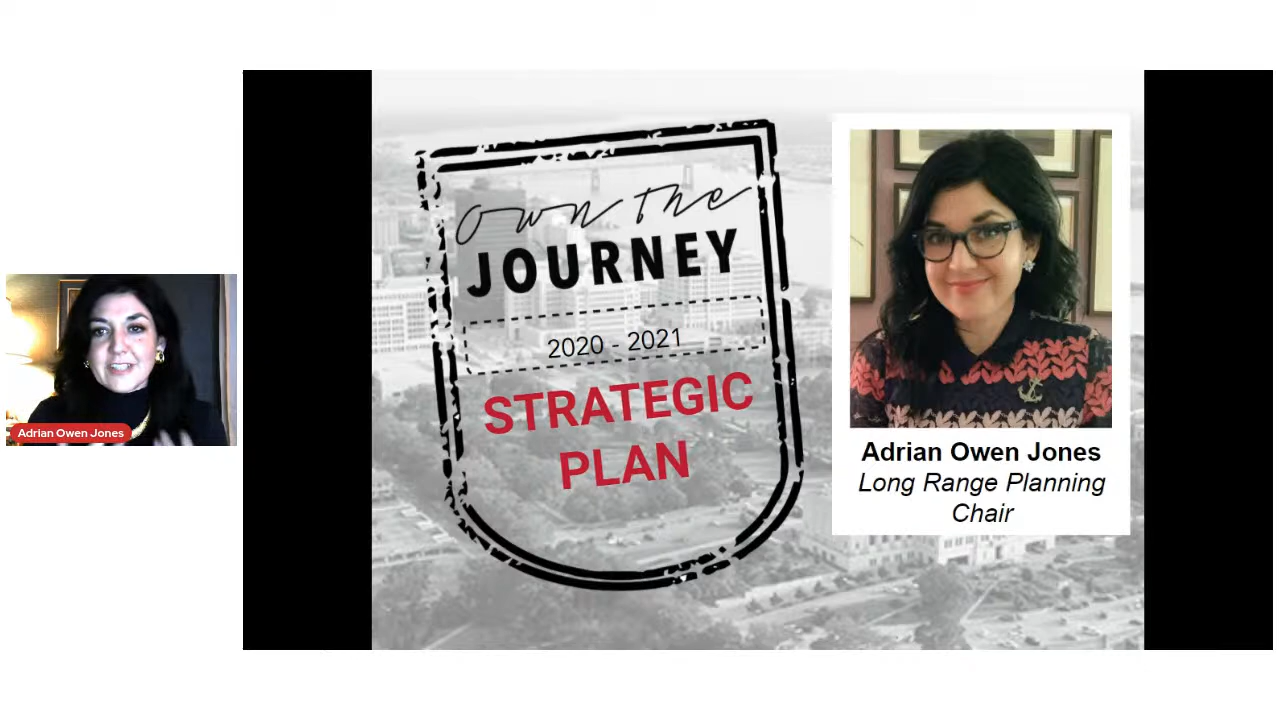 Own the
JOURNEY
2020 - 2021
STRATEGIC
PLAN
Adrian Owen Jones
Long Range Planning
Chair
Adrian Owen Jones